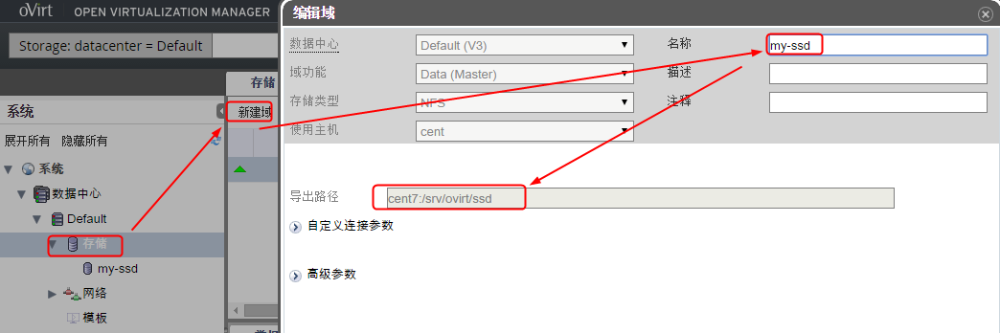 oVirt OPEN VIRTUALIZATION MANAGER
Storage: datacenter = Default
存储
系统
新建域
展开所有 隐藏所有
系统
数据中心
Default
存储
my-ssd
网络
模板
编辑域
数据中心 Default (V3) 名称 my-ssd
域功能 Data (Master) 描述
存储类型 NFS 注释
使用主机 cent
导出路径 cent7:/srv/ovirt/ssd
自定义连接参数
高级参数